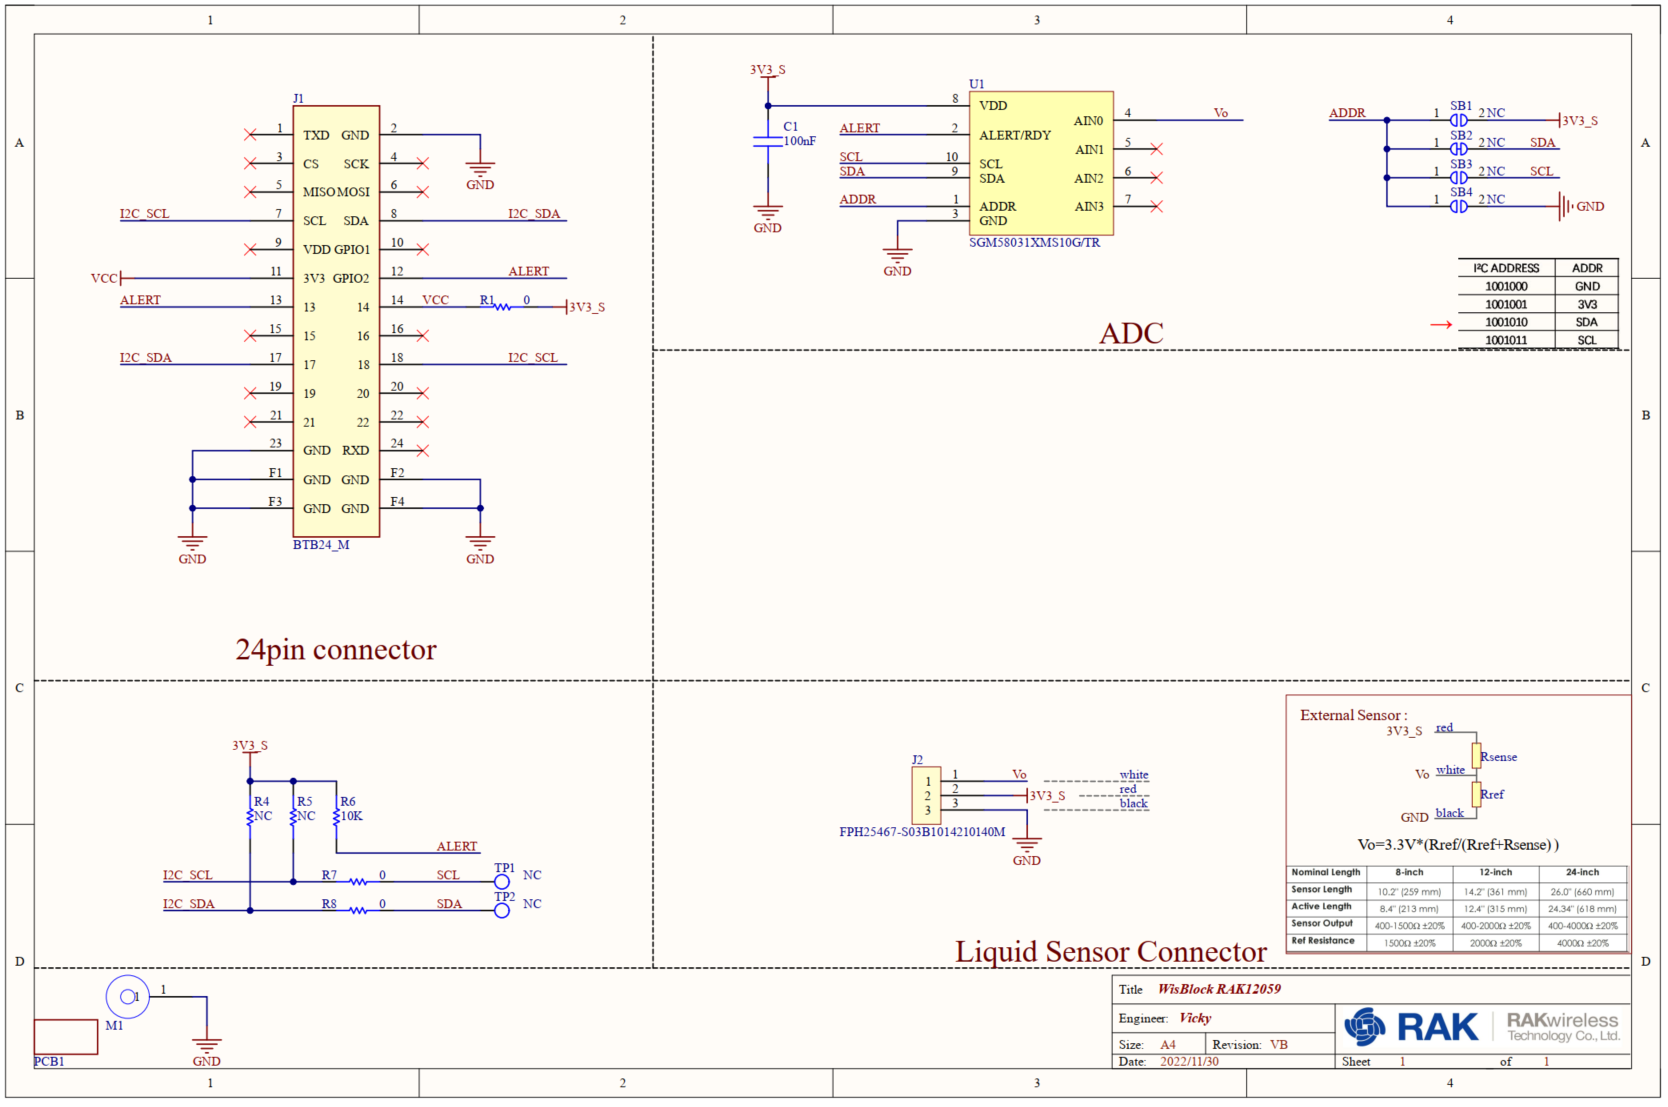 1 2 3 4
A
B
C
D
J1
1 TXD GND 2
3 CS SCK 4
5 MISO MOSI 6
I2C_SCL 7 SCL SDA 8 I2C_SDA
9 VDD GPIO1 10
VCC 11 3V3 GPIO2 12 ALERT
ALERT 13 13 14 14 VCC R1 0 3V3_S
15 15 16 16
I2C_SDA 17 17 18 18 I2C_SCL
19 19 20 20
21 21 22 22
23 GND RXD 24
F1 GND GND F2
F3 GND GND F4
BTB24_M
GND
GND
GND
24pin connector
3V3_S
C1
100nF
GND
U1
8 VDD
ALERT 2 ALERT/RDY
SCL 10 SCL
SDA 9 SDA
ADDR 1 ADDR
3 GND
GND
AIN0 4 Vo
AIN1 5
AIN2 6
AIN3 7
SGM58031XMS10G/TR
ADDR 1 SB1 2 NC 3V3_S
1 SB2 2 NC SDA
1 SB3 2 NC SCL
1 SB4 2 NC GND
I²C ADDRESS ADDR
1001000 GND
1001001 3V3
→ 1001010 SDA
1001011 SCL
ADC
3V3_S
R4 R5 R6
NC NC 10K
ALERT
I2C_SCL R7 0 SCL TP1 NC
I2C_SDA R8 0 SDA TP2 NC
J2
1 1 Vo white
2 2 3V3_S red
3 3 black
FPH25467-S03B1014210140M
GND
Liquid Sensor Connector
External Sensor :
3V3_S red
Rsense
Vo white
Rref
GND black
Vo=3.3V*(Rref/(Rref+Rsense) )
Nominal Length 8-inch 12-inch 24-inch
Sensor Length 10.2" (259 mm) 14.2" (361 mm) 26.0" (660 mm)
Active Length 8.4" (213 mm) 12.4" (315 mm) 24.34" (618 mm)
Sensor Output 400-1500Ω ±20% 400-2000Ω ±20% 400-4000Ω ±20%
Ref Resistance 1500Ω ±20% 2000Ω ±20% 4000Ω ±20%
1 1
M1
PCB1
GND
Title WisBlock RAK12059
Engineer: Vicky
Size: A4 Revision: VB
Date: 2022/11/30 Sheet 1 of 1
RAK RAKwireless
Technology Co., Ltd.
A
B
C
D
1 2 3 4